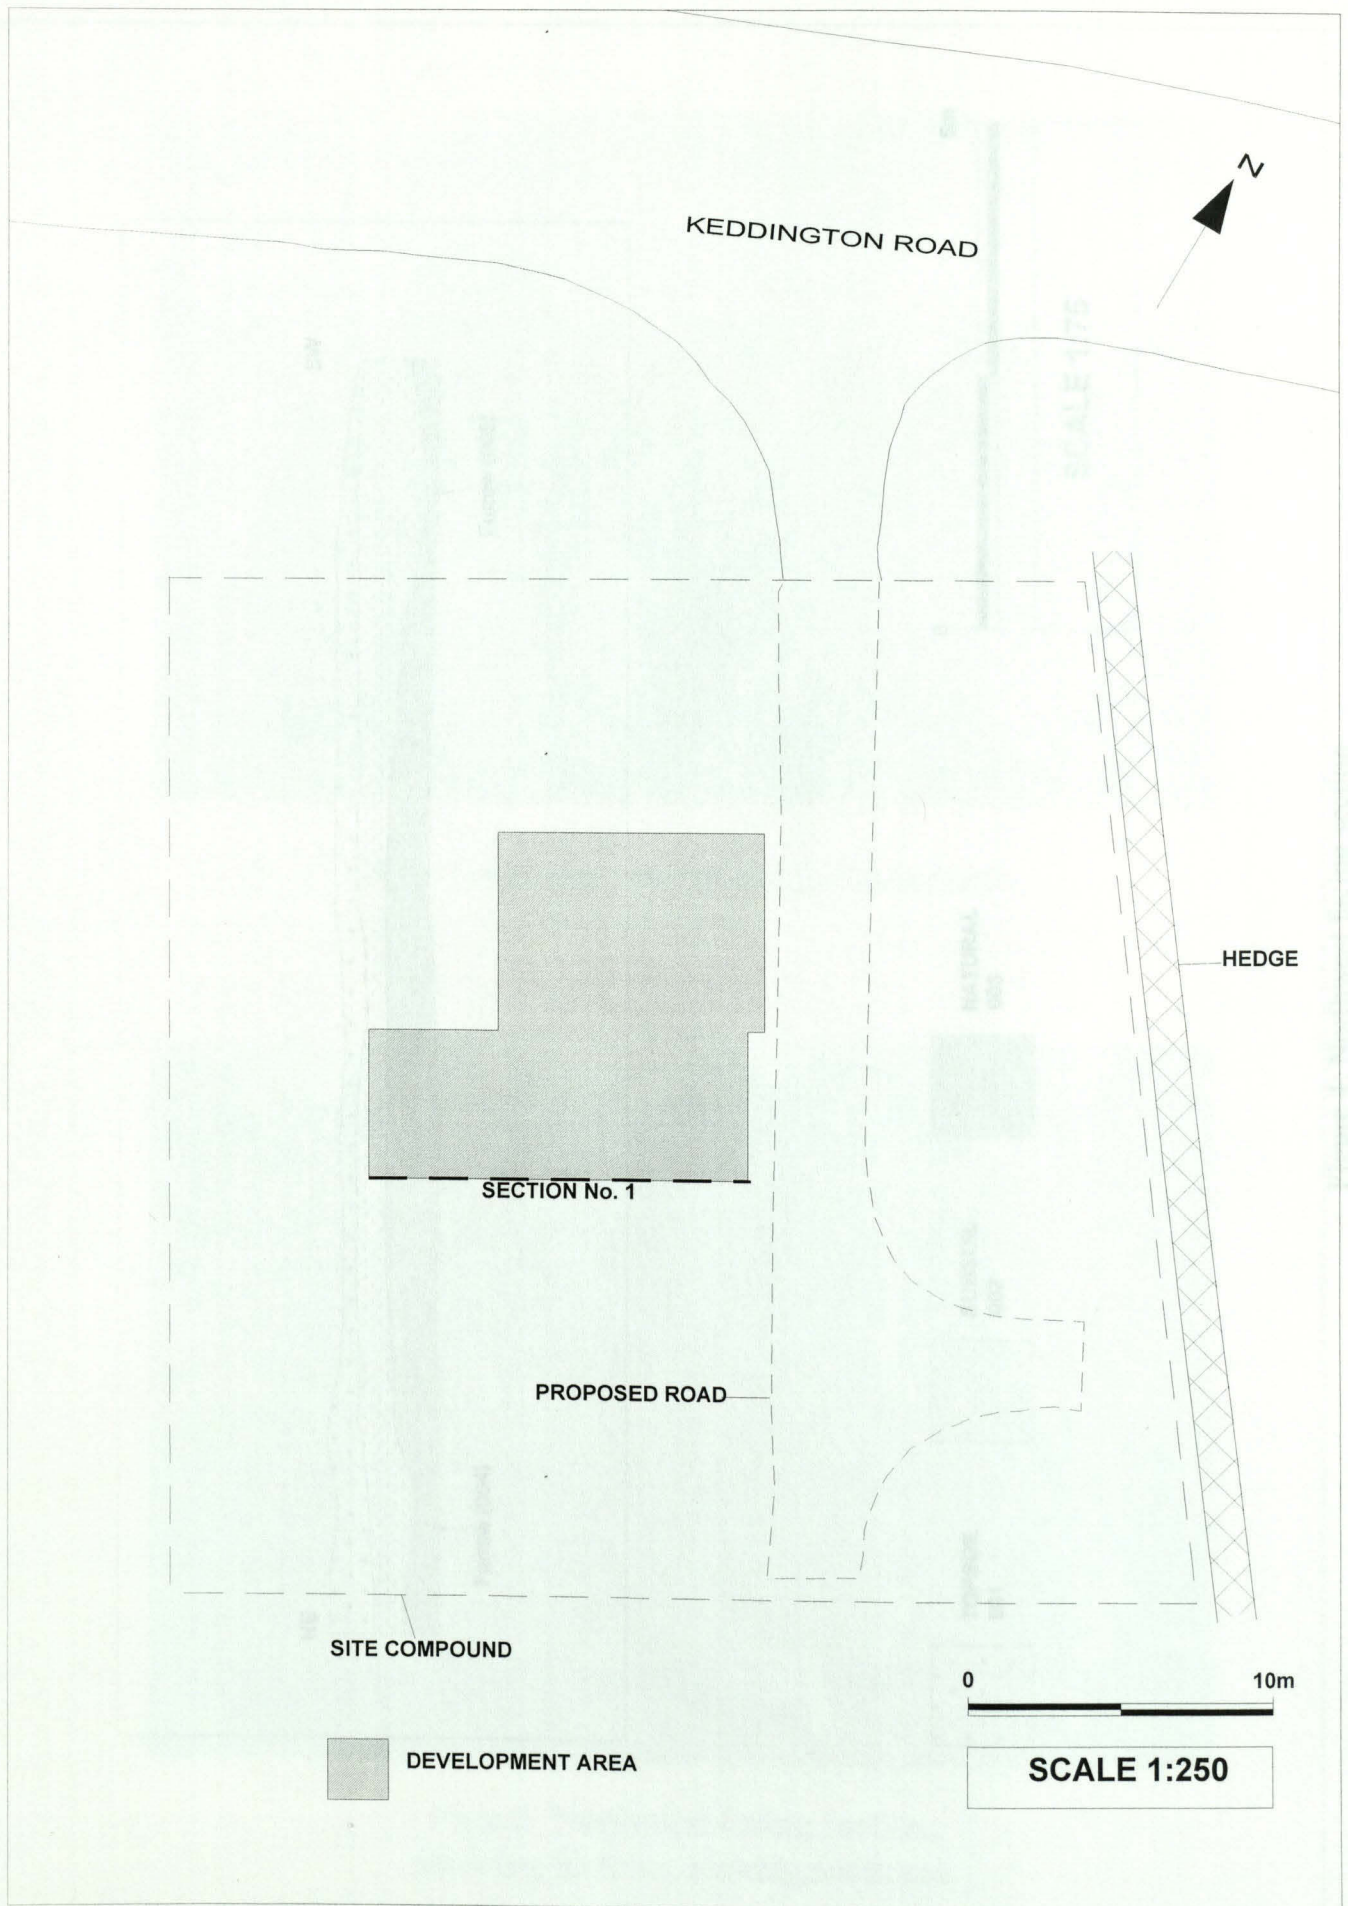 N
KEDDINGTON ROAD
HEDGE
SECTION No. 1
PROPOSED ROAD
SITE COMPOUND
0 10m
DEVELOPMENT AREA
SCALE 1:250